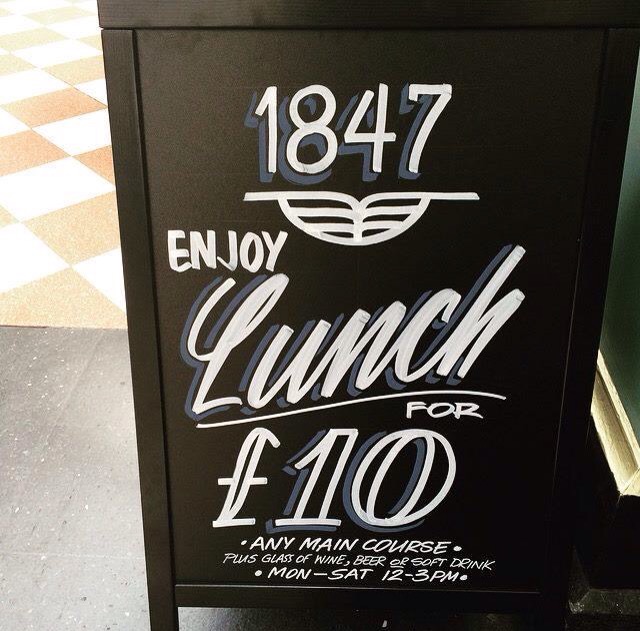 1847
ENJOY
Lunch
FOR
£10
• ANY MAIN COURSE •
PLUS GLASS OF WINE, BEER OR SOFT DRINK
• MON-SAT 12-3PM •